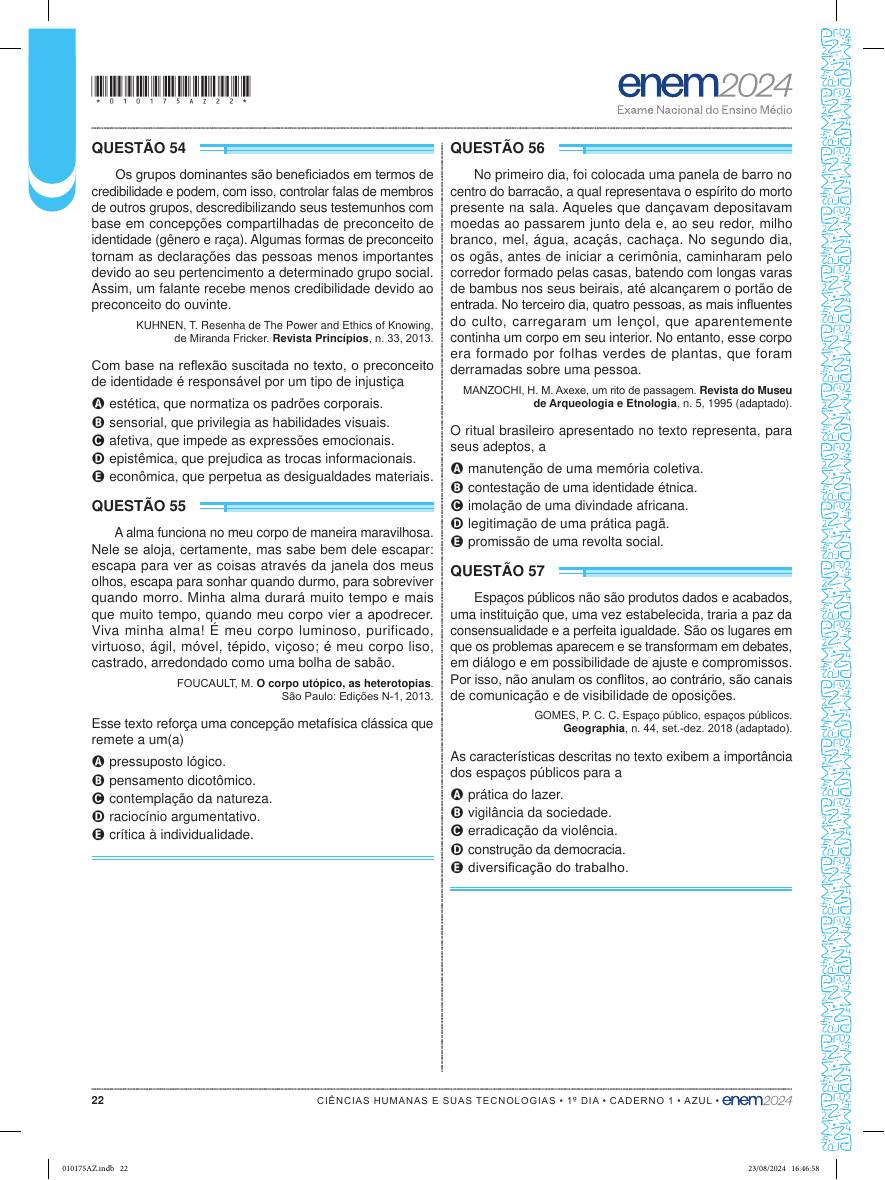 *010175AZ22*
enem2024
Exame Nacional do Ensino Médio
QUESTÃO 54
Os grupos dominantes são beneficiados em termos de
credibilidade e podem, com isso, controlar falas de membros
de outros grupos, descredibilizando seus testemunhos com
base em concepções compartilhadas de preconceito de
identidade (gênero e raça). Algumas formas de preconceito
tornam as declarações das pessoas menos importantes
devido ao seu pertencimento a determinado grupo social.
Assim, um falante recebe menos credibilidade devido ao
preconceito do ouvinte.
KUHNEN, T. Resenha de The Power and Ethics of Knowing,
de Miranda Fricker. Revista Princípios, n. 33, 2013.
Com base na reflexão suscitada no texto, o preconceito
de identidade é responsável por um tipo de injustiça
A estética, que normatiza os padrões corporais.
B sensorial, que privilegia as habilidades visuais.
C afetiva, que impede as expressões emocionais.
D epistêmica, que prejudica as trocas informacionais.
E econômica, que perpetua as desigualdades materiais.
QUESTÃO 55
A alma funciona no meu corpo de maneira maravilhosa.
Nele se aloja, certamente, mas sabe bem dele escapar:
escapa para ver as coisas através da janela dos meus
olhos, escapa para sonhar quando durmo, para sobreviver
quando morro. Minha alma durará muito tempo e mais
que muito tempo, quando meu corpo vier a apodrecer.
Viva minha alma! É meu corpo luminoso, purificado,
virtuoso, ágil, móvel, tépido, viçoso; é meu corpo liso,
castrado, arredondado como uma bolha de sabão.
FOUCAULT, M. O corpo utópico, as heterotopias.
São Paulo: Edições N-1, 2013.
Esse texto reforça uma concepção metafísica clássica que
remete a um(a)
A pressuposto lógico.
B pensamento dicotômico.
C contemplação da natureza.
D raciocínio argumentativo.
E crítica à individualidade.
QUESTÃO 56
No primeiro dia, foi colocada uma panela de barro no
centro do barracão, a qual representava o espírito do morto
presente na sala. Aqueles que dançavam depositavam
moedas ao passarem junto dela e, ao seu redor, milho
branco, mel, água, acaçás, cachaça. No segundo dia,
os ogãs, antes de iniciar a cerimônia, caminharam pelo
corredor formado pelas casas, batendo com longas varas
de bambus nos seus beirais, até alcançarem o portão de
entrada. No terceiro dia, quatro pessoas, as mais influentes
do culto, carregaram um lençol, que aparentemente
continha um corpo em seu interior. No entanto, esse corpo
era formado por folhas verdes de plantas, que foram
derramadas sobre uma pessoa.
MANZOCHI, H. M. Axexe, um rito de passagem. Revista do Museu
de Arqueologia e Etnologia, n. 5, 1995 (adaptado).
O ritual brasileiro apresentado no texto representa, para
seus adeptos, a
A manutenção de uma memória coletiva.
B contestação de uma identidade étnica.
C imolação de uma divindade africana.
D legitimação de uma prática pagã.
E promissão de uma revolta social.
QUESTÃO 57
Espaços públicos não são produtos dados e acabados,
uma instituição que, uma vez estabelecida, traria a paz da
consensualidade e a perfeita igualdade. São os lugares em
que os problemas aparecem e se transformam em debates,
em diálogo e em possibilidade de ajuste e compromissos.
Por isso, não anulam os conflitos, ao contrário, são canais
de comunicação e de visibilidade de oposições.
GOMES, P. C. C. Espaço público, espaços públicos.
Geographia, n. 44, set.-dez. 2018 (adaptado).
As características descritas no texto exibem a importância
dos espaços públicos para a
A prática do lazer.
B vigilância da sociedade.
C erradicação da violência.
D construção da democracia.
E diversificação do trabalho.
22
CIÊNCIAS HUMANAS E SUAS TECNOLOGIAS • 1º DIA • CADERNO 1 • AZUL • enem2024
010175AZ.indb 22
23/08/2024 16:46:58